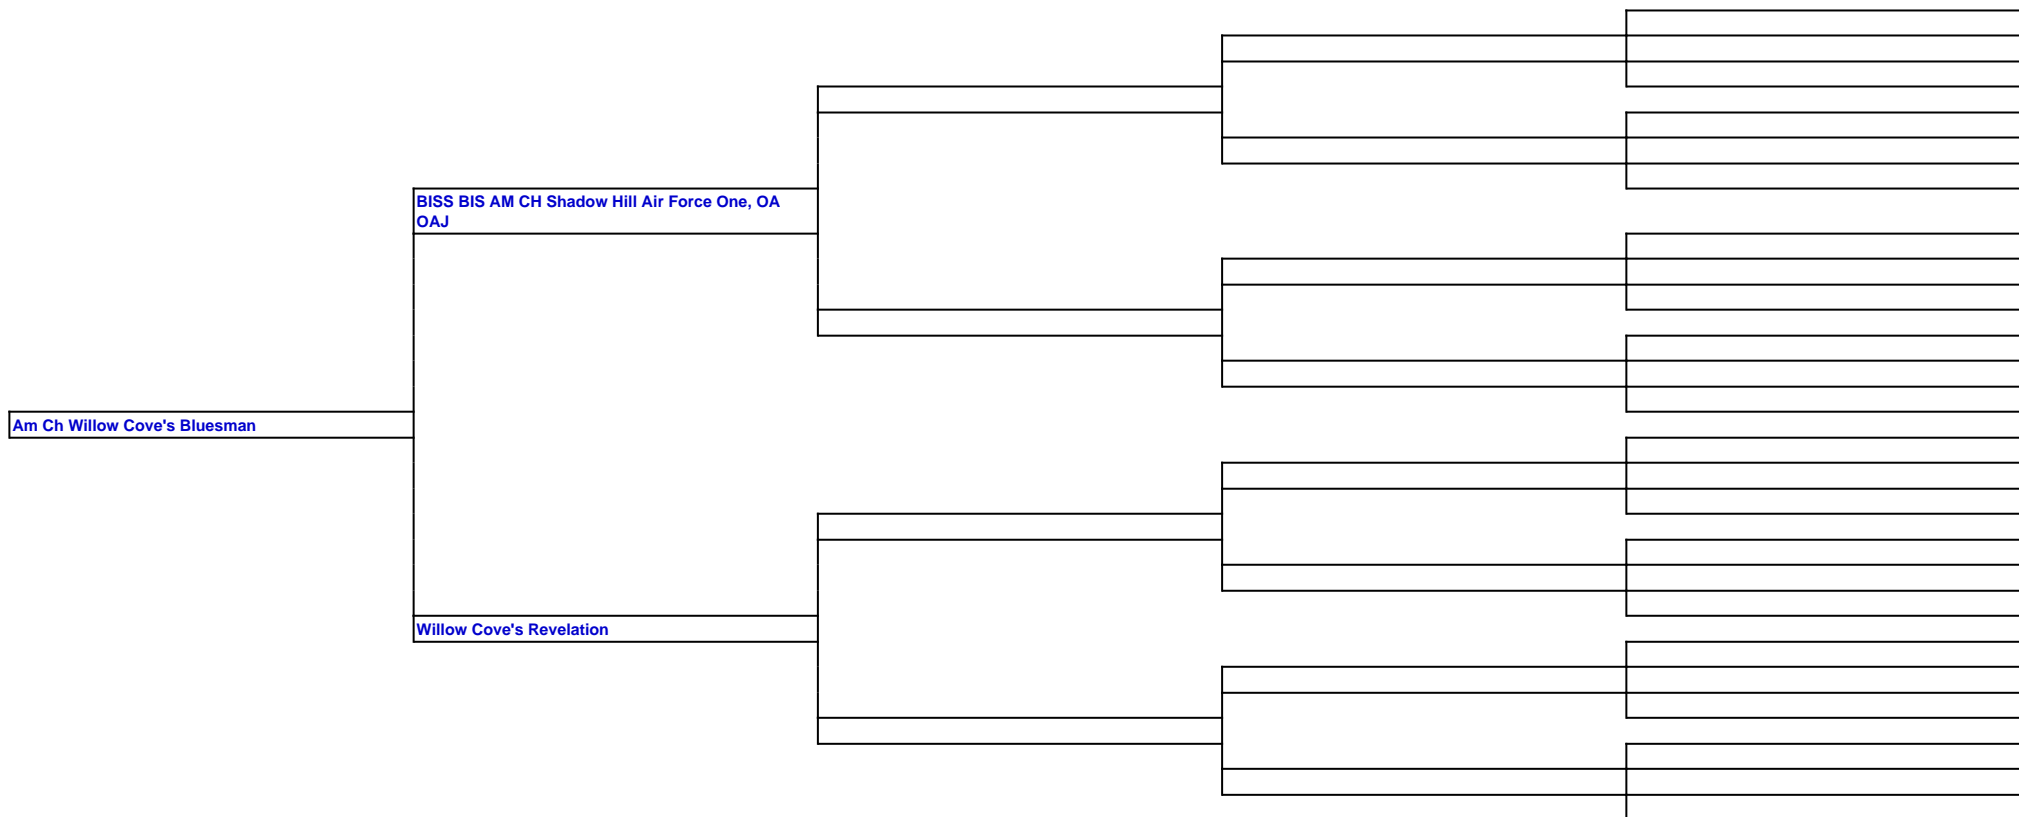 BISS BIS AM CH Shadow Hill Air Force One, OA
OAJ
Am Ch Willow Cove's Bluesman
Willow Cove's Revelation